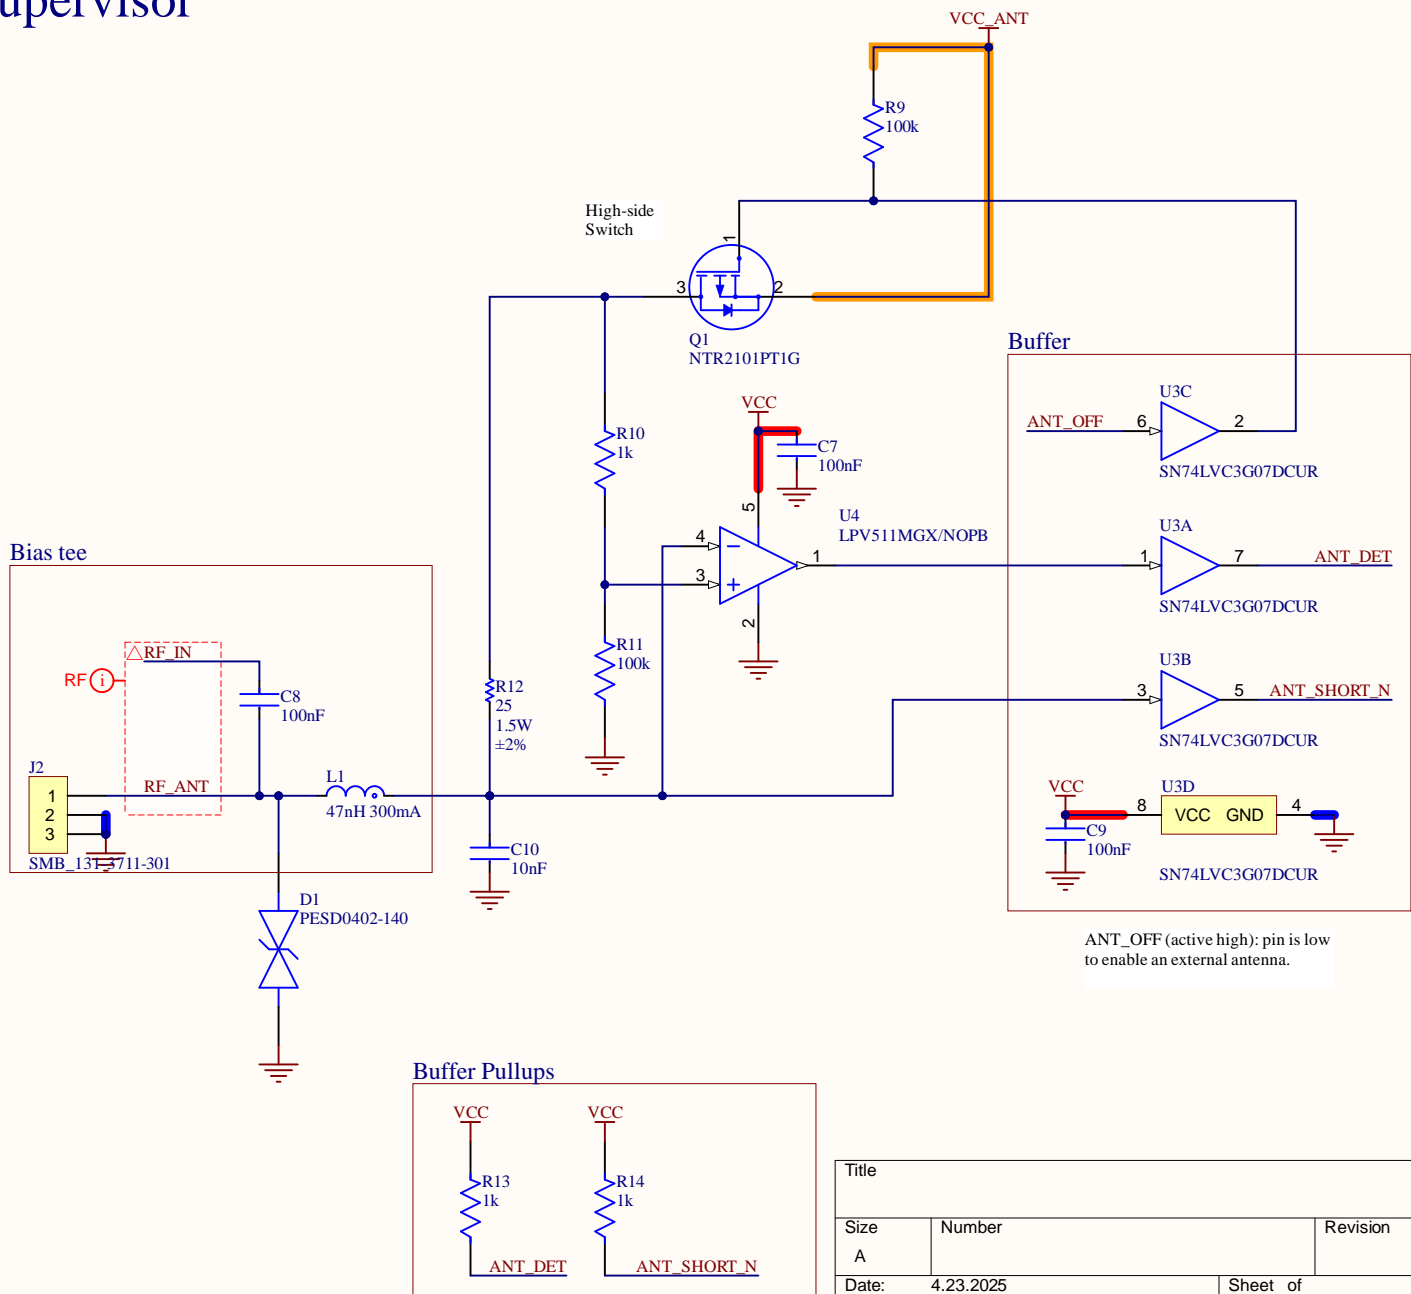 VCC_ANT
R9
100k
High-side
Switch
1
3
2
Q1
NTR2101PT1G
Buffer
U3C
ANT_OFF
6
2
SN74LVC3G07DCUR
VCC
C7
100nF
R10
1k
5
U4
LPV511MGX/NOPB
4
3
1
2
U3A
1
7
ANT_DET
SN74LVC3G07DCUR
Bias tee
RF_IN
RF
i
C8
100nF
R11
100k
R12
25
1.5W
±2%
U3B
3
5
ANT_SHORT_N
SN74LVC3G07DCUR
J2
1
2
3
RF_ANT
L1
47nH 300mA
SMB_131-3711-301
C10
10nF
VCC
U3D
8
VCC GND
4
C9
100nF
SN74LVC3G07DCUR
D1
PESD0402-140
ANT_OFF (active high): pin is low
to enable an external antenna.
Buffer Pullups
VCC
VCC
R13
1k
R14
1k
ANT_DET
ANT_SHORT_N
Title
Size
Number
Revision
A
Date:
4.23.2025
Sheet of